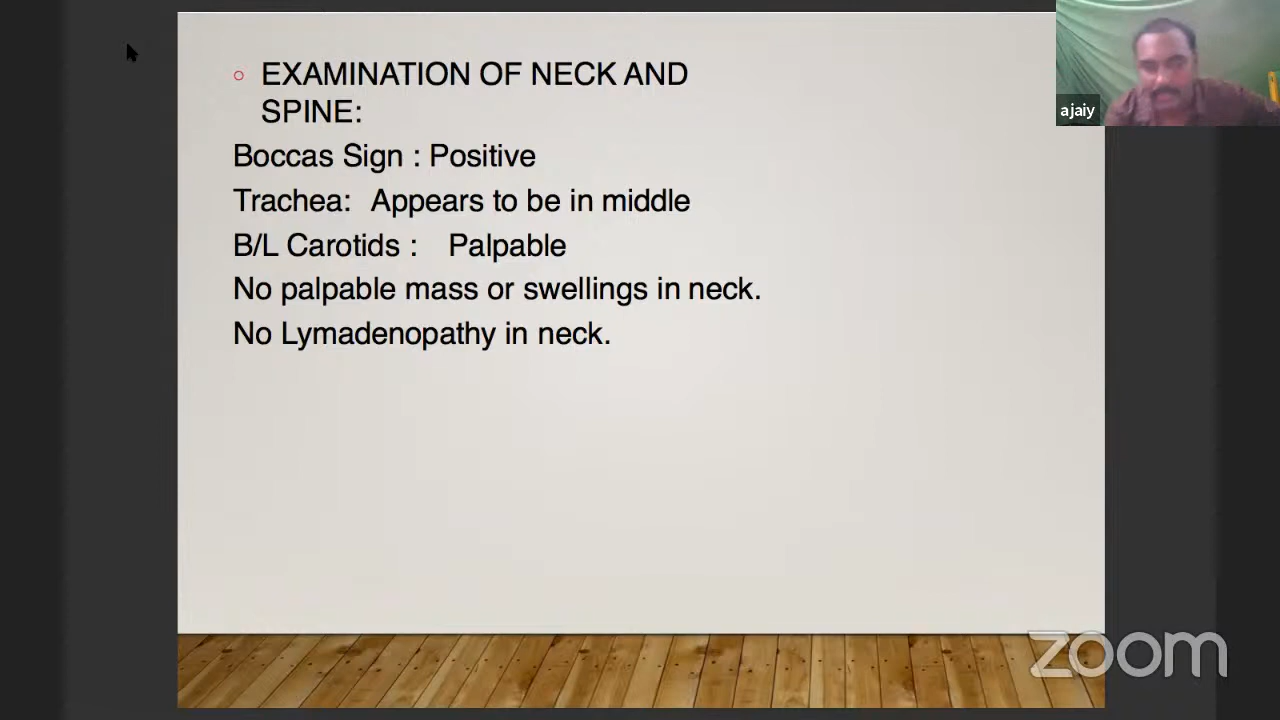 EXAMINATION OF NECK AND
SPINE:
Boccas Sign : Positive
Trachea: Appears to be in middle
B/L Carotids : Palpable
No palpable mass or swellings in neck.
No Lymadenopathy in neck.
ajaiy
zoom